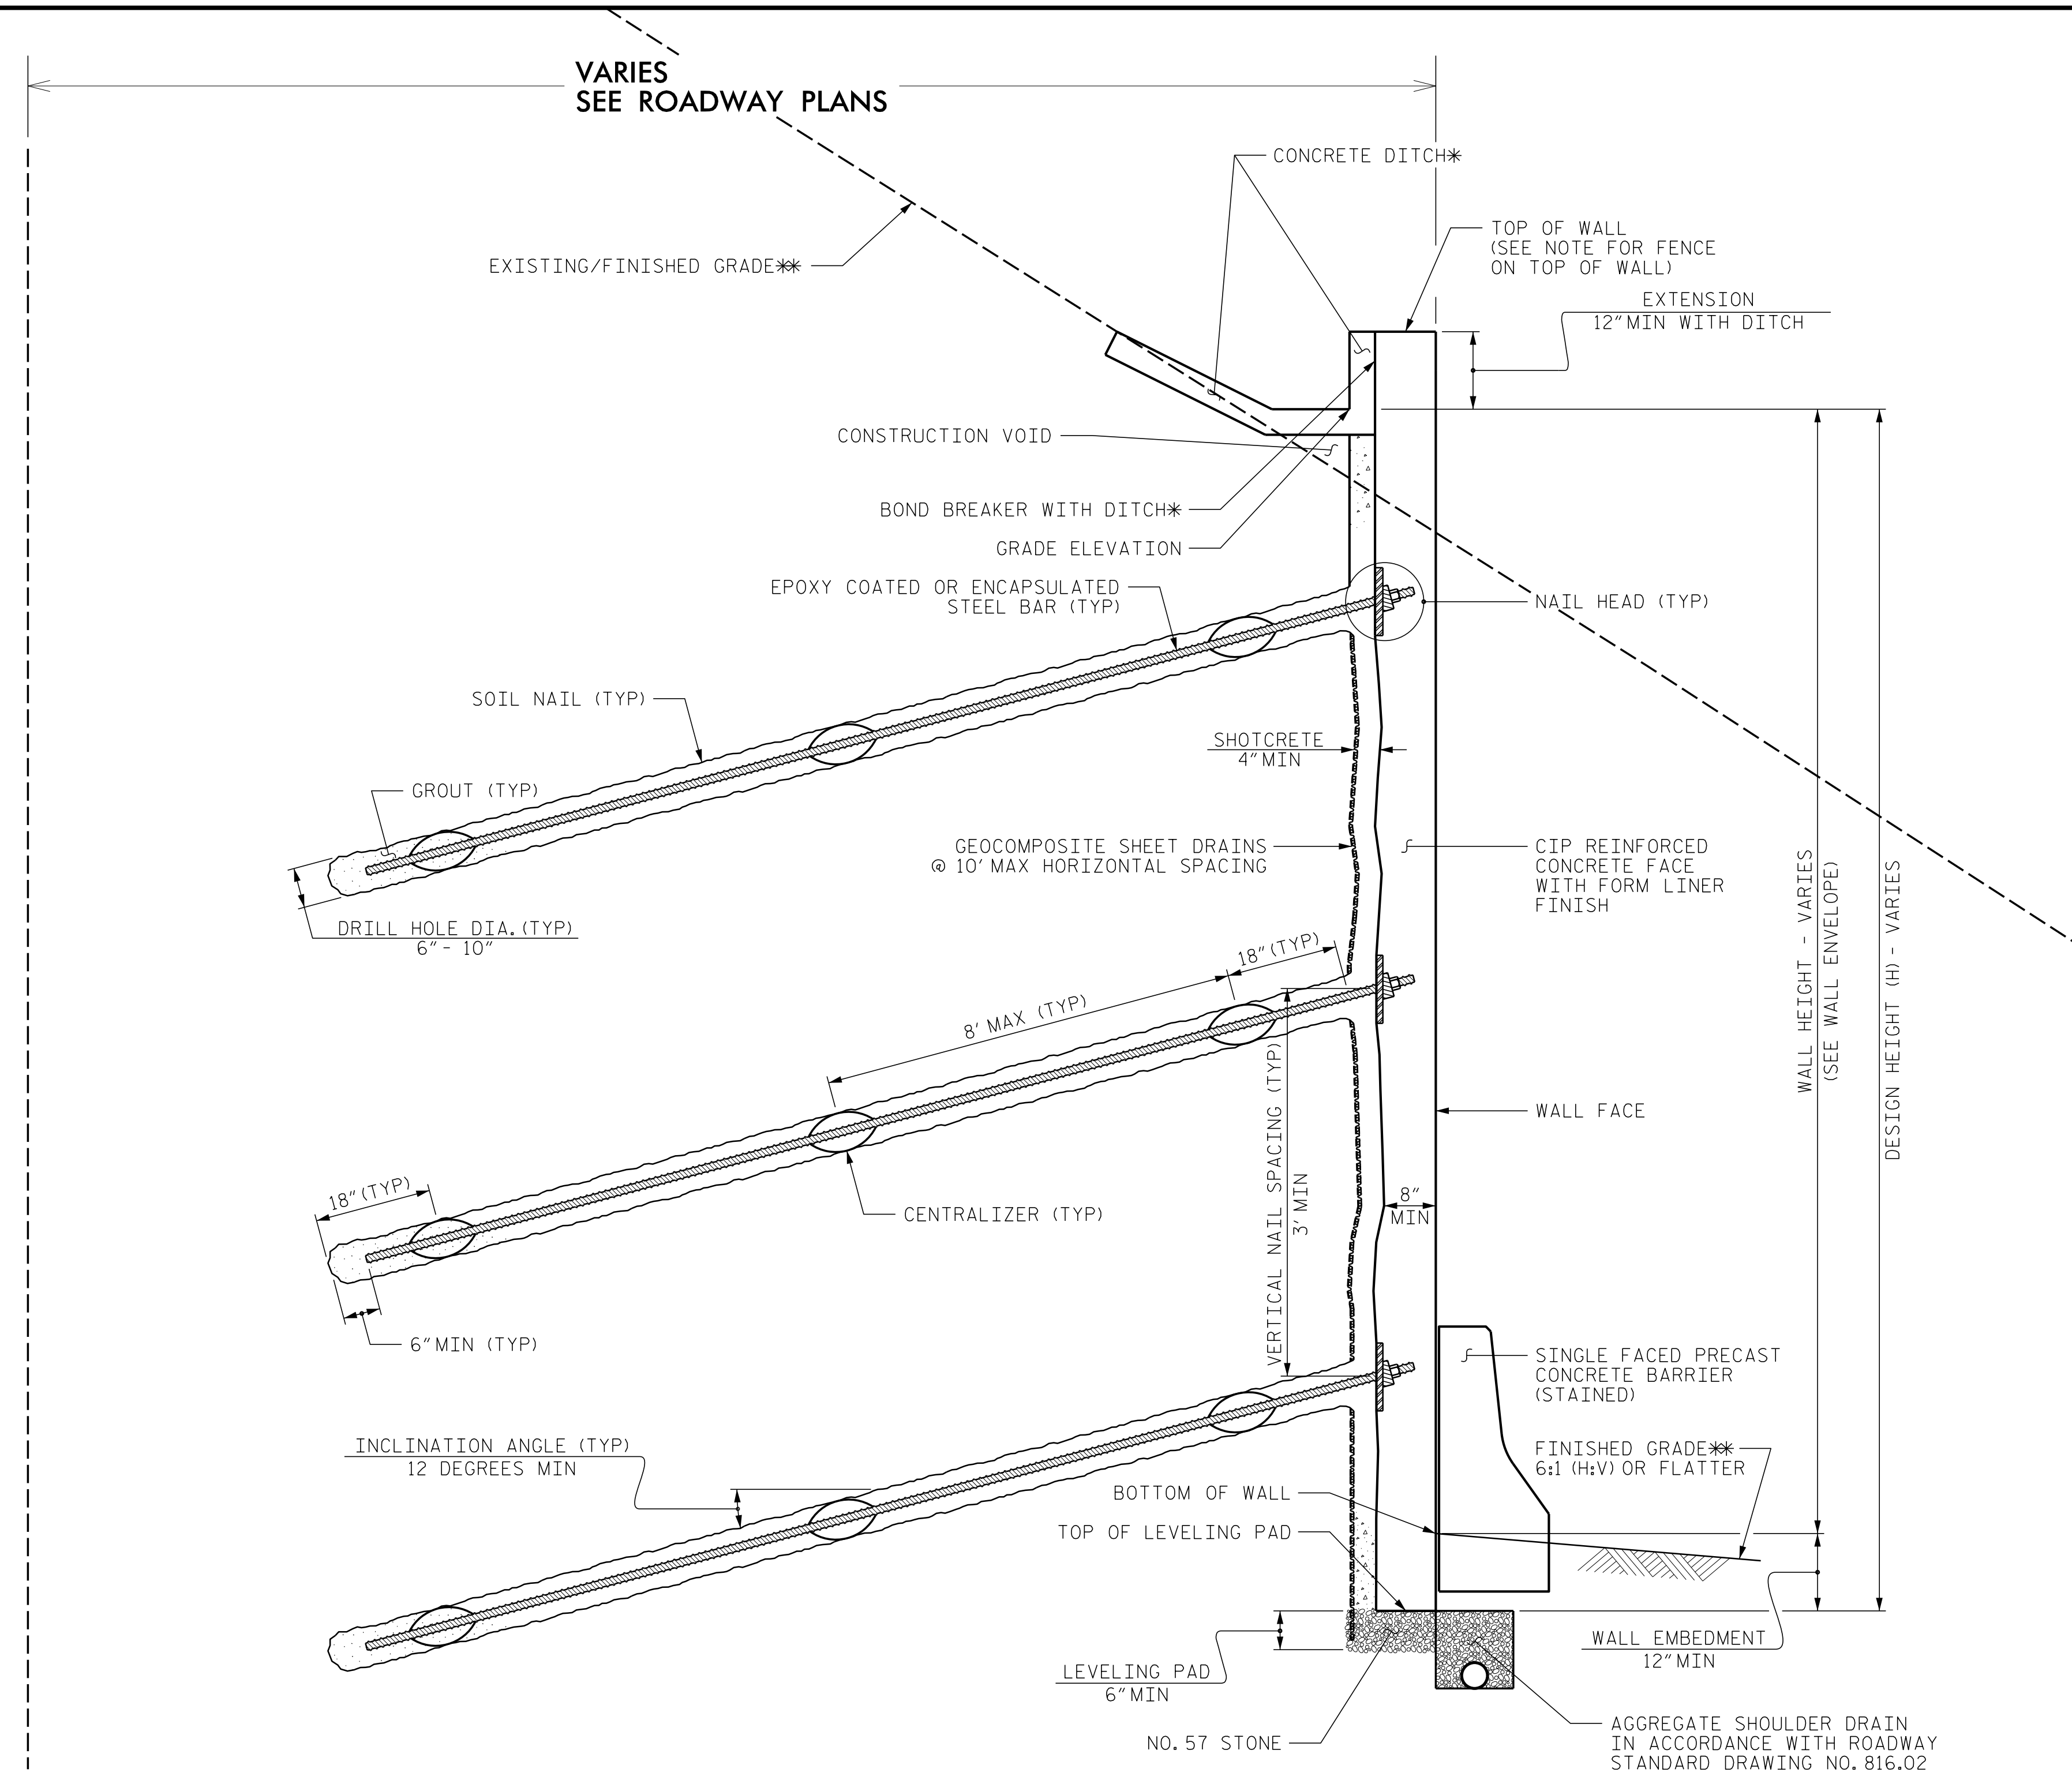 VARIES
SEE ROADWAY PLANS
CONCRETE DITCH*
TOP OF WALL
(SEE NOTE FOR FENCE
ON TOP OF WALL)
EXISTING/FINISHED GRADE**
EXTENSION
12" MIN WITH DITCH
CONSTRUCTION VOID
BOND BREAKER WITH DITCH*
GRADE ELEVATION
EPOXY COATED OR ENCAPSULATED
STEEL BAR (TYP)
NAIL HEAD (TYP)
SOIL NAIL (TYP)
SHOTCRETE
4" MIN
GROUT (TYP)
GEOCOMPOSITE SHEET DRAINS
@ 10' MAX HORIZONTAL SPACING
CIP REINFORCED
CONCRETE FACE
WITH FORM LINER
FINISH
DRILL HOLE DIA. (TYP)
6" - 10"
WALL HEIGHT - VARIES
(SEE WALL ENVELOPE)
DESIGN HEIGHT (H) - VARIES
18" (TYP)
8' MAX (TYP)
VERTICAL NAIL SPACING (TYP)
3' MIN
WALL FACE
18" (TYP)
CENTRALIZER (TYP)
8"
MIN
6" MIN (TYP)
SINGLE FACED PRECAST
CONCRETE BARRIER
(STAINED)
INCLINATION ANGLE (TYP)
12 DEGREES MIN
FINISHED GRADE**
6:1 (H:V) OR FLATTER
BOTTOM OF WALL
TOP OF LEVELING PAD
WALL EMBEDMENT
12" MIN
LEVELING PAD
6" MIN
NO. 57 STONE
AGGREGATE SHOULDER DRAIN
IN ACCORDANCE WITH ROADWAY
STANDARD DRAWING NO. 816.02